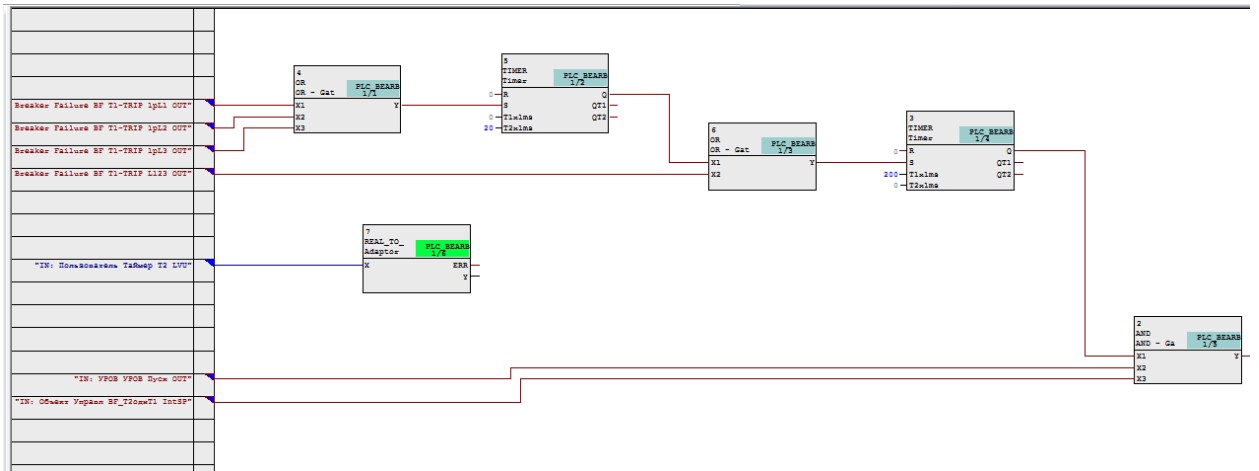 4
OR
OR - Gat
PLC_BEARB
1/1
X1
X2
X3
Y
5
TIMER
Timer
PLC_BEARB
1/2
0 R
S
0 T1x1ms
20 T2x1ms
Q
QT1
QT2
6
OR
OR - Gat
PLC_BEARB
1/3
X1
X2
Y
3
TIMER
Timer
PLC_BEARB
1/4
0 R
S
200 T1x1ms
0 T2x1ms
Q
QT1
QT2
Breaker Failure BF T1-TRIP 1pL1 OUT"
Breaker Failure BF T1-TRIP 1pL2 OUT"
Breaker Failure BF T1-TRIP 1pL3 OUT"
Breaker Failure BF T1-TRIP L123 OUT"
7
REAL_TO_
Adaptor
PLC_BEARB
X
ERR
Y
"IN: Пользователь Таймер T2 LVU"
2
AND
AND - Ga
PLC_BEARB
1/5
X1
X2
X3
Y
"IN: УРОВ УРОВ Пуск OUT"
"IN: Объект Управл BF_T2одиT1 IntSP"